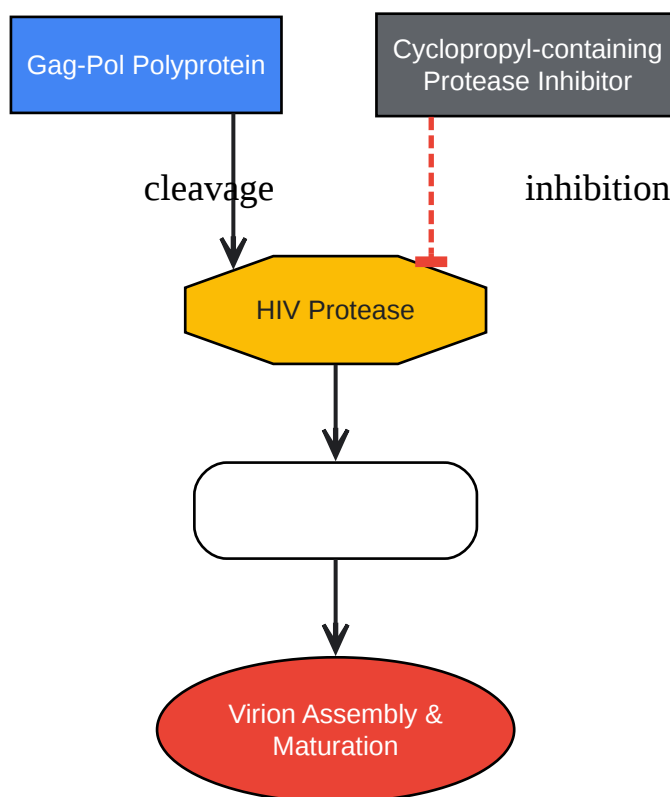 Gag-Pol Polyprotein
Cyclopropyl-containing
Protease Inhibitor
cleavage
inhibition
HIV Protease
Virion Assembly &
Maturation